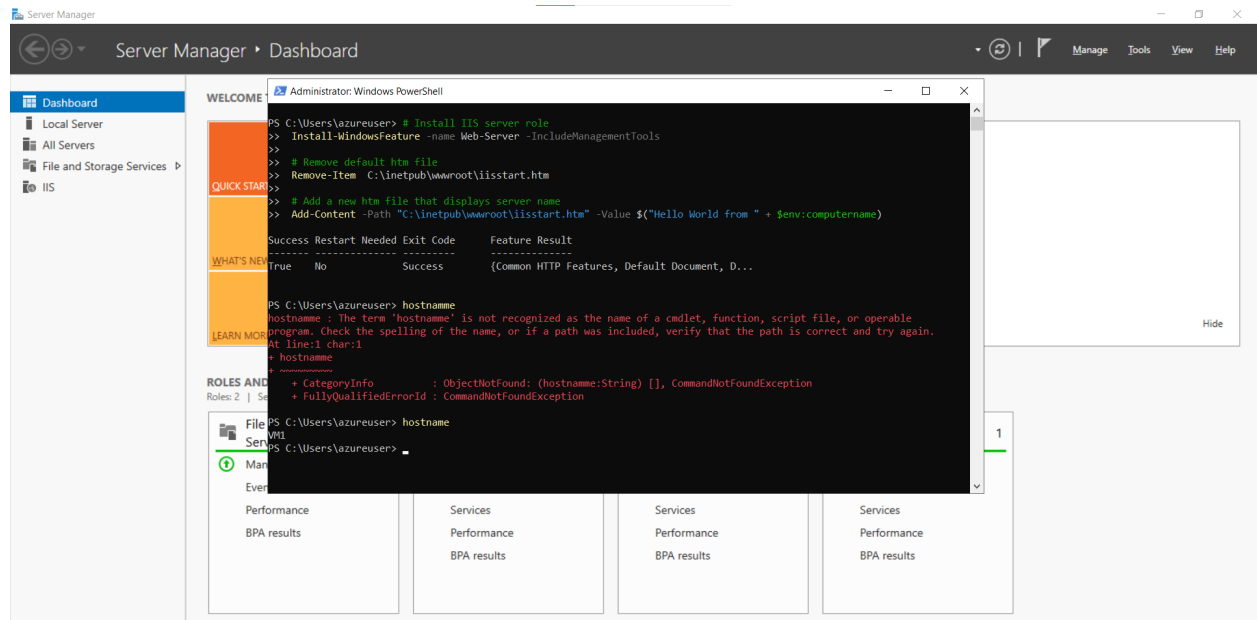 Server Manager
Server Manager • Dashboard
Manage Tools View Help
Dashboard
Local Server
All Servers
File and Storage Services
IIS
WELCOME
QUICK START
WHAT'S NEW
LEARN MORE
Hide
ROLES AND
Roles: 2 |
Administrator: Windows PowerShell
PS C:\Users\azureuser> # Install IIS server role
>>  Install-WindowsFeature -name Web-Server -IncludeManagementTools
>>
>>  # Remove default htm file
>>  Remove-Item  C:\inetpub\wwwroot\iisstart.htm
>>
>>  # Add a new htm file that displays server name
>>  Add-Content -Path "C:\inetpub\wwwroot\iisstart.htm" -Value $("Hello World from " + $env:computername)
Success Restart Needed Exit Code      Feature Result
------- -------------- ---------      --------------
True    No             Success        {Common HTTP Features, Default Document, D...
PS C:\Users\azureuser> hostnamme
hostnamme : The term 'hostnamme' is not recognized as the name of a cmdlet, function, script file, or operable
program. Check the spelling of the name, or if a path was included, verify that the path is correct and try again.
At line:1 char:1
+ hostnamme
+ ~~~~~~~~~
    + CategoryInfo          : ObjectNotFound: (hostnamme:String) [], CommandNotFoundException
    + FullyQualifiedErrorId : CommandNotFoundException
PS C:\Users\azureuser> hostname
VM1
PS C:\Users\azureuser>
File
1
Performance
BPA results
Services
Performance
BPA results
Services
Performance
BPA results
Services
Performance
BPA results